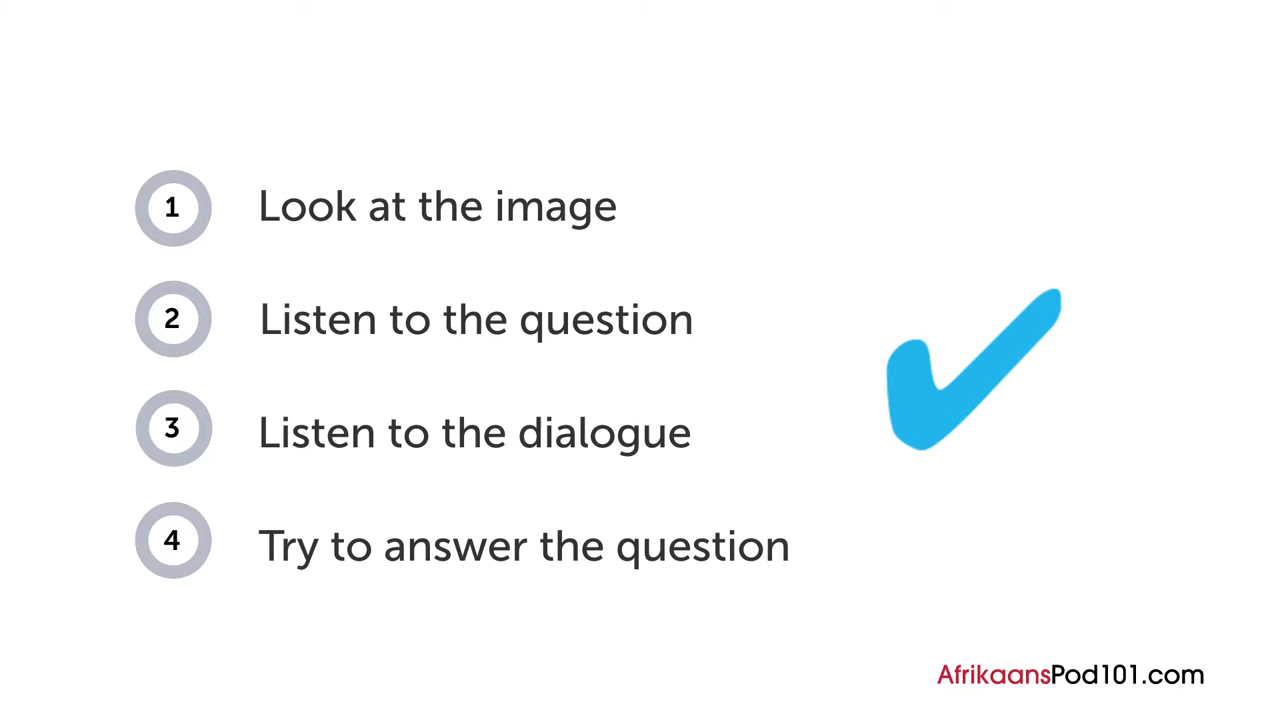 1 Look at the image
2 Listen to the question
3 Listen to the dialogue
4 Try to answer the question
AfrikaansPod101.com